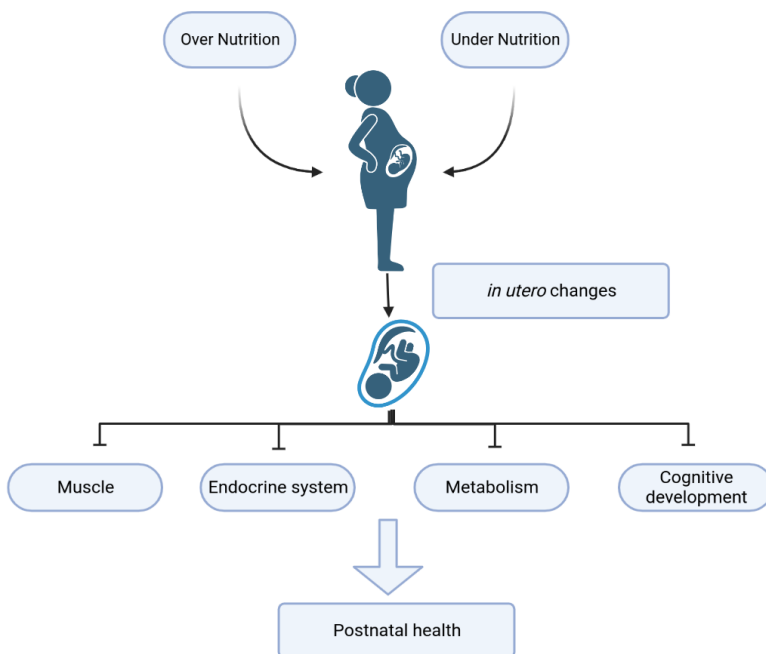 Over Nutrition
Under Nutrition
in utero changes
Muscle
Endocrine system
Metabolism
Cognitive
development
Postnatal health